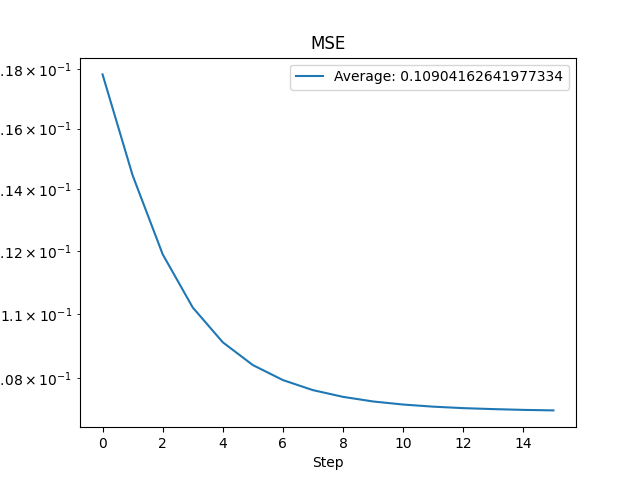 MSE
Average: 0.10904162641977334
.18 × 10⁻¹
.16 × 10⁻¹
.14 × 10⁻¹
.12 × 10⁻¹
1.1 × 10⁻¹
.08 × 10⁻¹
0 2 4 6 8 10 12 14
Step